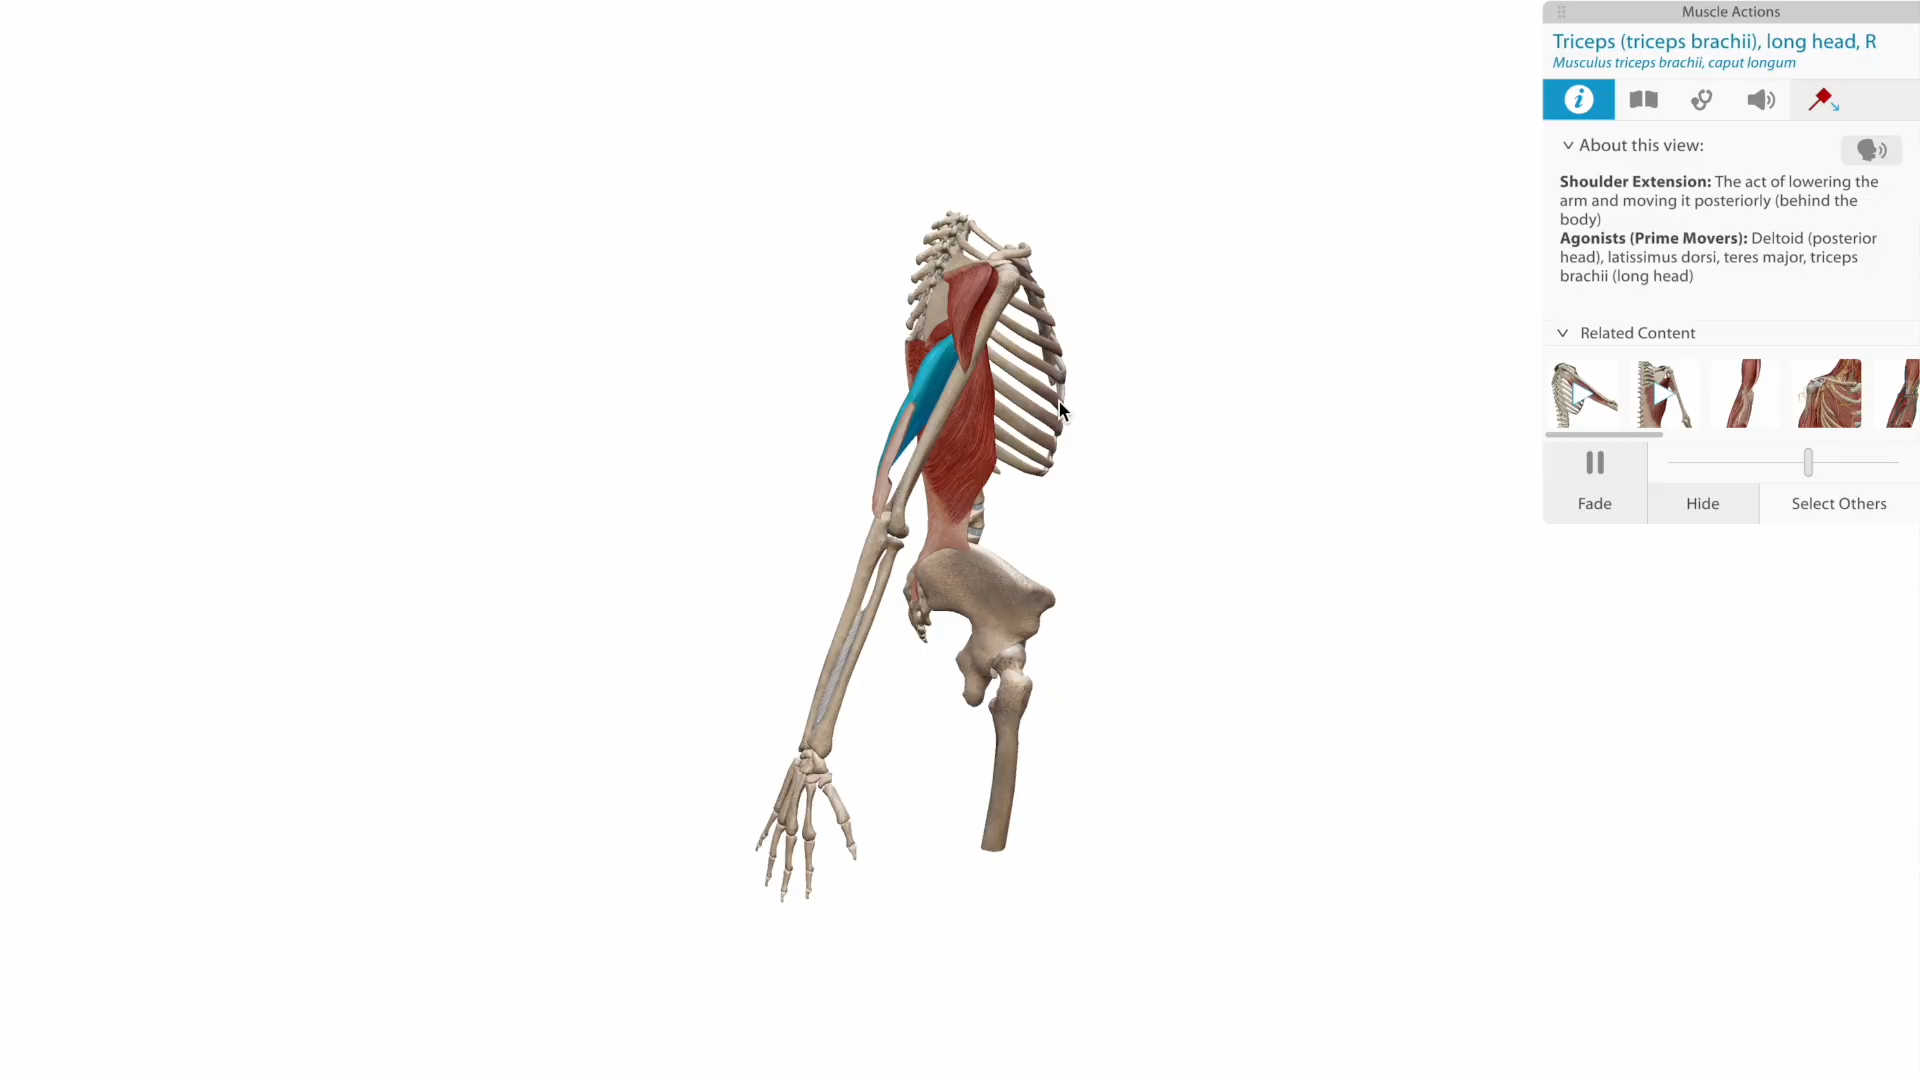 Muscle Actions
Triceps (triceps brachii), long head, R
Musculus triceps brachii, caput longum
About this view:
Shoulder Extension: The act of lowering the
arm and moving it posteriorly (behind the
body)
Agonists (Prime Movers): Deltoid (posterior
head), latissimus dorsi, teres major, triceps
brachii (long head)
Related Content
Fade
Hide
Select Others